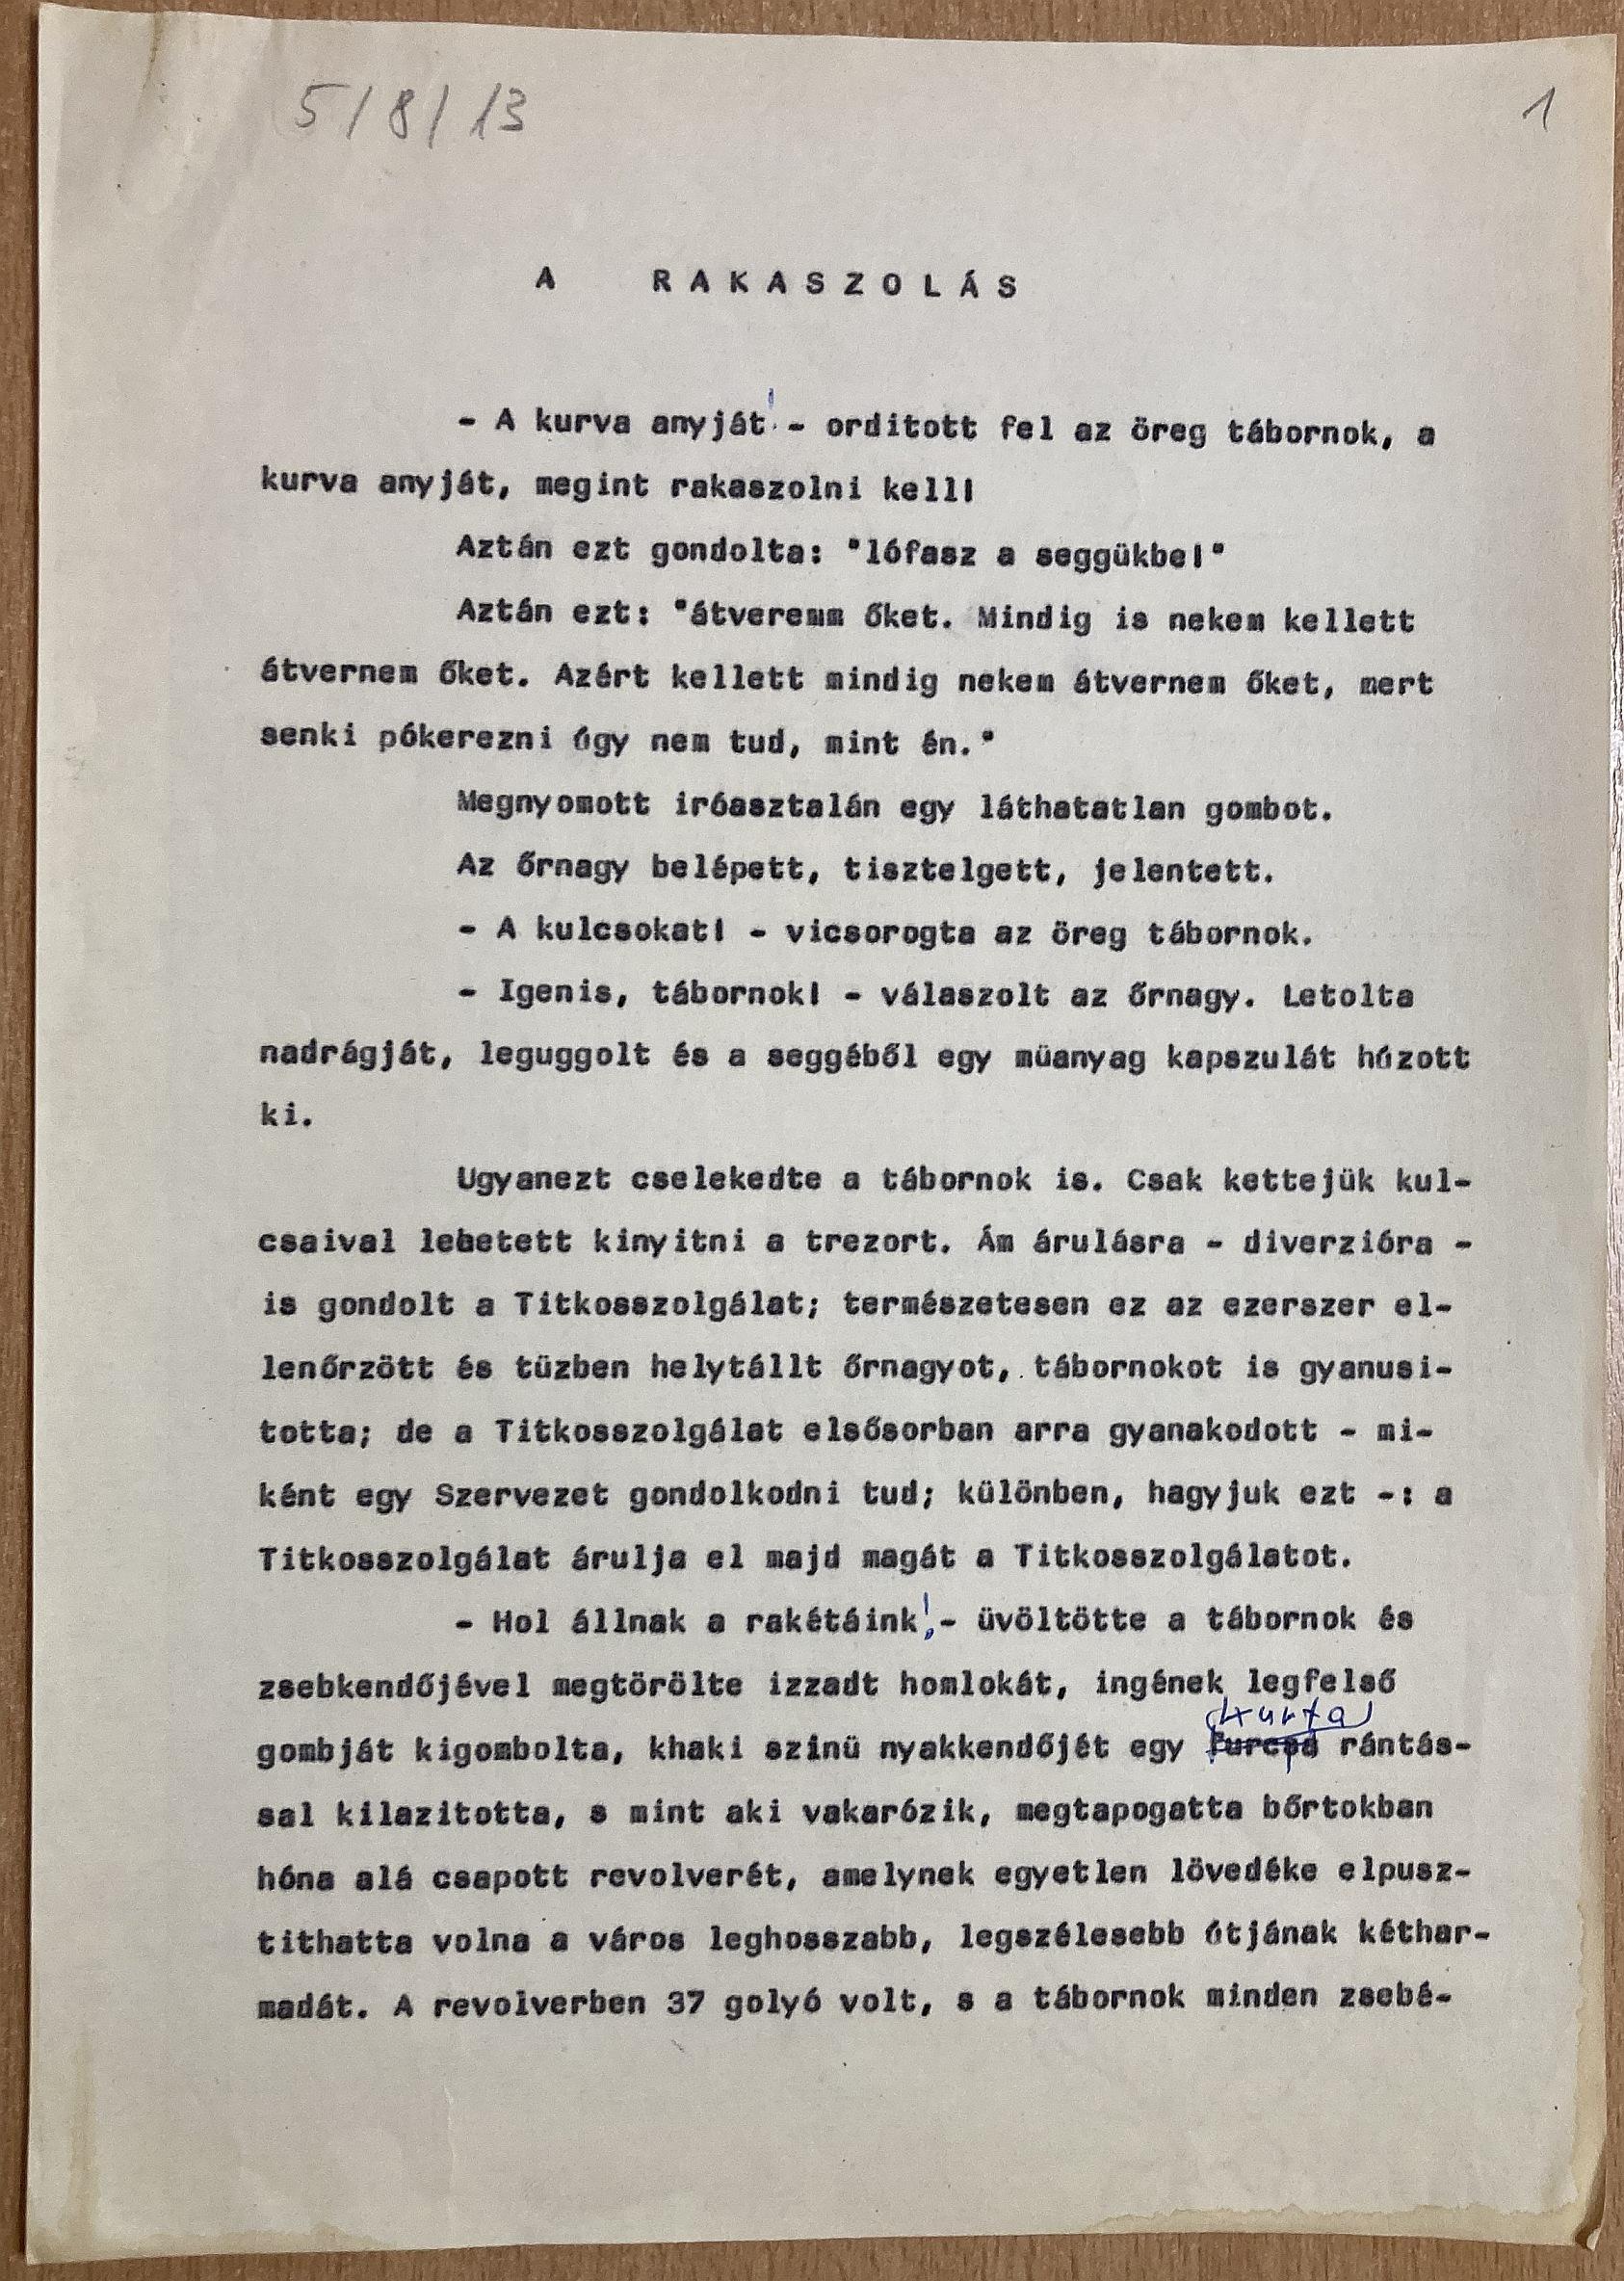 5/8/13
1
A RAKASZOLÁS
- A kurva anyját! - orditott fel az öreg tábornok, a
kurva anyját, megint rakaszolni kell!
Aztán ezt gondolta: "lófasz a seggükbe!"
Aztán ezt: "átveremm őket. Mindig is nekem kellett
átvernem őket. Azért kellett mindig nekem átvernem őket, mert
senki pókerezni úgy nem tud, mint én."
Megnyomott iróasztalán egy láthatatlan gombot.
Az őrnagy belépett, tisztelgett, jelentett.
- A kulcsokat! - vicsorogta az öreg tábornok.
- Igenis, tábornok! - válaszolt az őrnagy. Letolta
nadrágját, leguggolt és a seggéből egy müanyag kapszulát húzott
ki.
Ugyanezt cselekedte a tábornok is. Csak kettejük kul-
csaival lehetett kinyitni a trezort. Ám árulásra - diverzióra -
is gondolt a Titkosszolgálat; természetesen ez az ezerszer el-
lenőrzött és tüzben helytállt őrnagyot, tábornokot is gyanusi-
totta; de a Titkosszolgálat elsősorban arra gyanakodott - mi-
ként egy Szervezet gondolkodni tud; különben, hagyjuk ezt -: a
Titkosszolgálat árulja el majd magát a Titkosszolgálatot.
- Hol állnak a rakétáink! - üvöltötte a tábornok és
zsebkendőjével megtörölte izzadt homlokát, ingének legfelső
kurta
gombját kigombolta, khaki szinü nyakkendőjét egy furcsa rántás-
sal kilazitotta, s mint aki vakarózik, megtapogatta bőrtokban
hóna alá csapott revolverét, amelynek egyetlen lövedéke elpusz-
tithatta volna a város leghosszabb, legszélesebb útjának kéthar-
madát. A revolverben 37 golyó volt, s a tábornok minden zsebé-